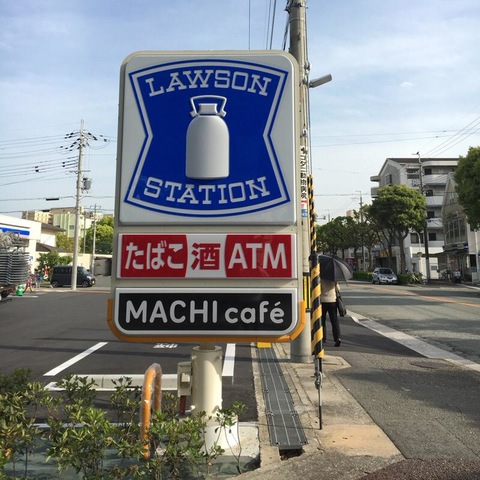 LAWSON
STATION
たばこ 酒 ATM
MACHI café